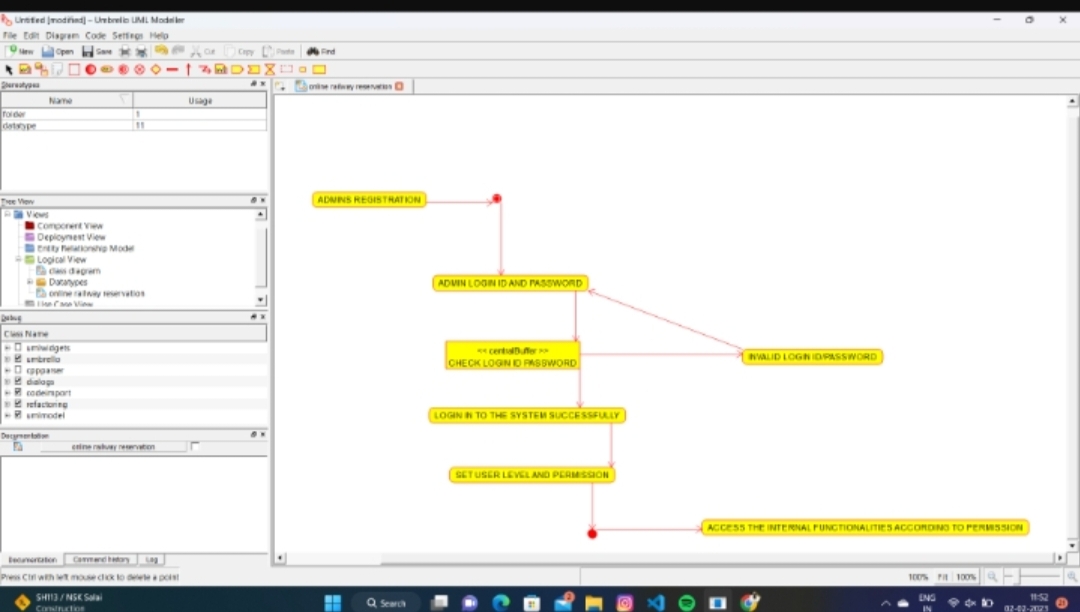 Untitled [modified] - Umbrello UML Modeller
File Edit Diagram Code Settings Help
New Open Save Cut Copy Paste Find
Stereotypes
Name Usage
folder 1
datatype 11
Tree View
Views
Component View
Deployment View
Entity Relationship Model
Logical View
class diagram
Datatypes
online railway reservation
Use Case View
Debug
Class Name
umlwidgets
umbrello
cppparser
dialogs
codeimport
refactoring
umlmodel
Documentation
online railway reservation
Documentation Command history Log
Press Ctrl with left mouse click to delete a point
online railway reservation
ADMINS REGISTRATION
ADMIN LOGIN ID AND PASSWORD
<< centralBuffer >>
CHECK LOGIN ID PASSWORD
INVALID LOGIN ID/PASSWORD
LOGIN IN TO THE SYSTEM SUCCESSFULLY
SET USER LEVEL AND PERMISSION
ACCESS THE INTERNAL FUNCTIONALITIES ACCORDING TO PERMISSION
100% Fit 100%
SH113 / NSK Salai
Construction
Search
ENG
IN
11:52
02-02-2023